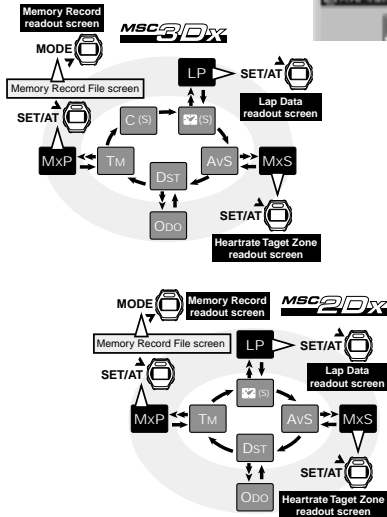 Memory Record
readout screen
MSC3Dx
MODE
LP
SET/AT
Memory Record File screen
Lap Data
readout screen
SET/AT
C (S)
(S)
MxP
TM
AvS
MxS
DST
ODO
SET/AT
Heartrate Taget Zone
readout screen
MODE
Memory Record
readout screen
MSC2Dx
Memory Record File screen
LP
SET/AT
SET/AT
Lap Data
readout screen
(S)
MxP
TM
AvS
MxS
DST
SET/AT
ODO
Heartrate Taget Zone
readout screen